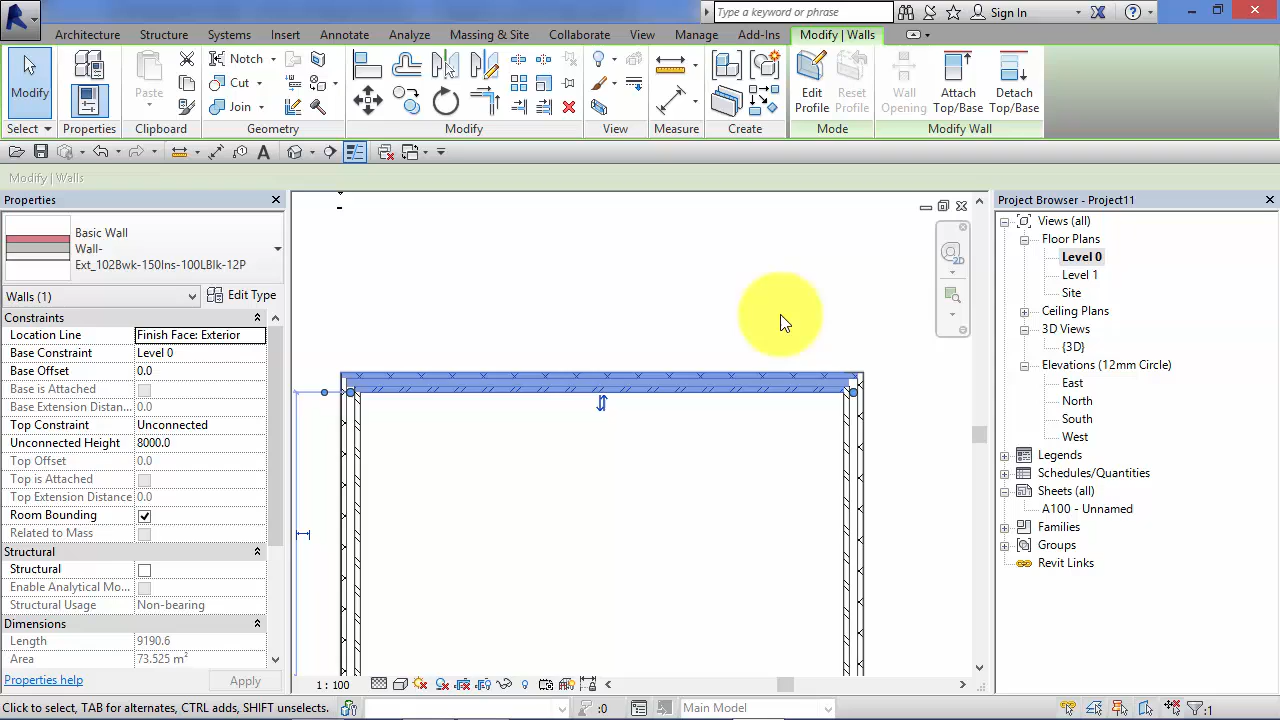 Type a keyword or phrase
Sign In
Architecture Structure Systems Insert Annotate Analyze Massing & Site Collaborate View Manage Add-Ins Modify | Walls
Modify
Paste
Notch
Cut
Join
Edit Profile
Reset Profile
Wall Opening
Attach Top/Base
Detach Top/Base
Select Properties Clipboard Geometry Modify View Measure Create Mode Modify Wall
A
Modify | Walls
Properties
Basic Wall
Wall-
Ext_102Bwk-150Ins-100LBlk-12P
Walls (1) Edit Type
Constraints
Location Line Finish Face: Exterior
Base Constraint Level 0
Base Offset 0.0
Base is Attached
Base Extension Distan... 0.0
Top Constraint Unconnected
Unconnected Height 8000.0
Top Offset 0.0
Top is Attached
Top Extension Distance 0.0
Room Bounding
Related to Mass
Structural
Structural
Enable Analytical Mo...
Structural Usage Non-bearing
Dimensions
Length 9190.6
Area 73.525 m²
Properties help Apply
2D
1 : 100
Project Browser - Project11
Views (all)
Floor Plans
Level 0
Level 1
Site
Ceiling Plans
3D Views
{3D}
Elevations (12mm Circle)
East
North
South
West
Legends
Schedules/Quantities
Sheets (all)
A100 - Unnamed
Families
Groups
Revit Links
Click to select, TAB for alternates, CTRL adds, SHIFT unselects. :0 Main Model :1